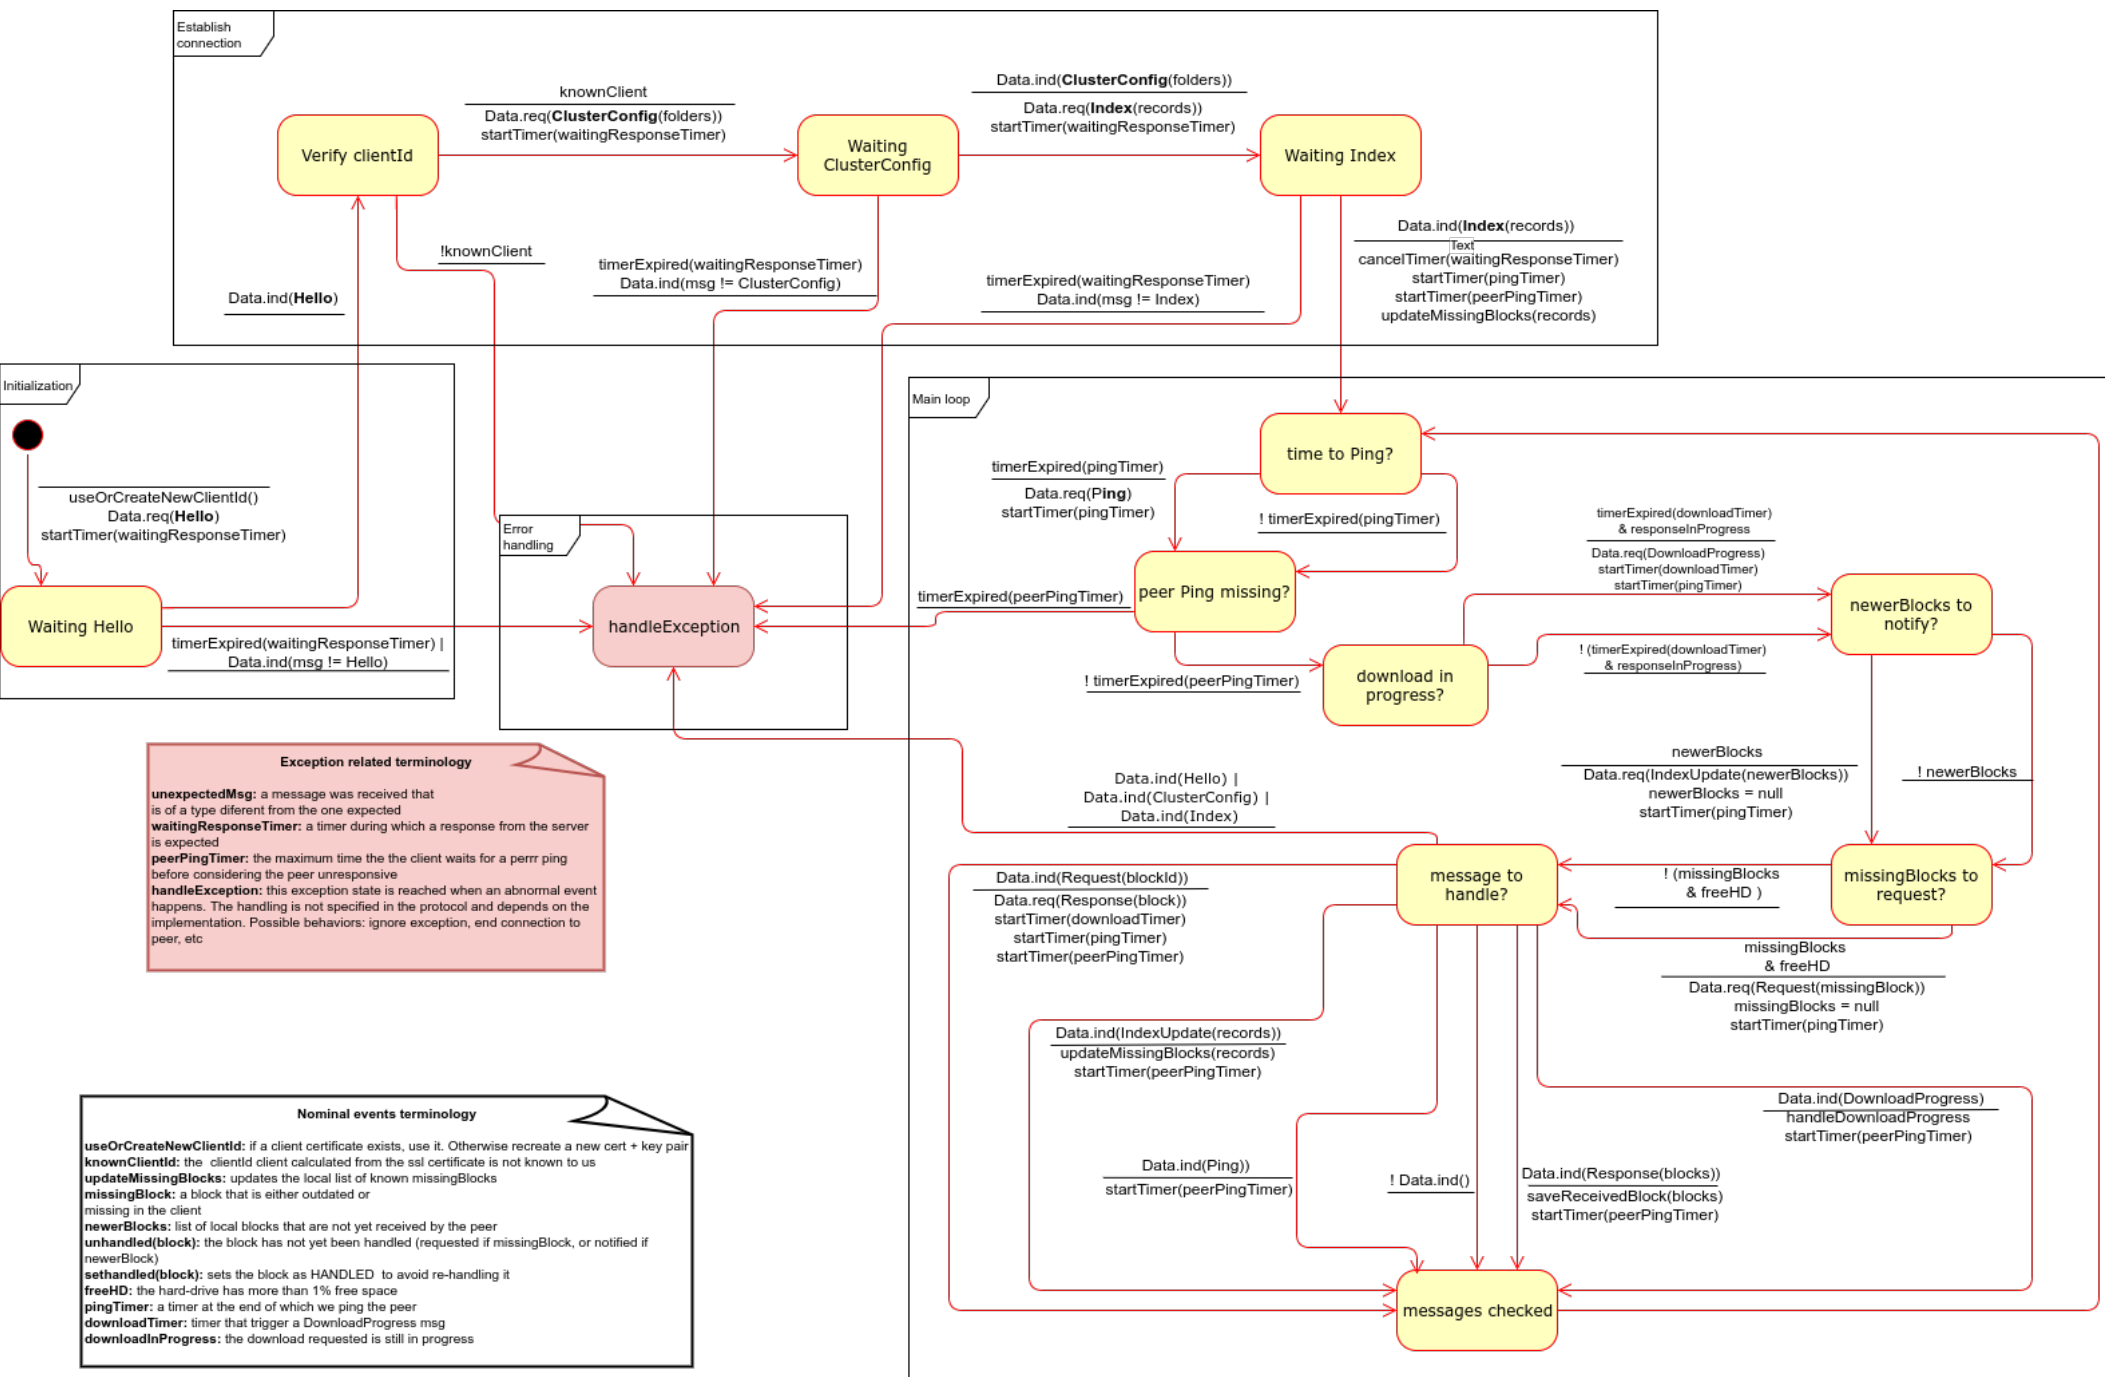 Establish
connection
knownClient
Data.req(ClusterConfig(folders))
startTimer(waitingResponseTimer)
Data.ind(ClusterConfig(folders))
Data.req(Index(records))
startTimer(waitingResponseTimer)
Verify clientId
Waiting
ClusterConfig
Waiting Index
!knownClient
timerExpired(waitingResponseTimer)
Data.ind(msg != ClusterConfig)
timerExpired(waitingResponseTimer)
Data.ind(msg != Index)
Data.ind(Index(records))
Text
cancelTimer(waitingResponseTimer)
startTimer(pingTimer)
startTimer(peerPingTimer)
updateMissingBlocks(records)
Data.ind(Hello)
Initialization
useOrCreateNewClientId()
Data.req(Hello)
startTimer(waitingResponseTimer)
Waiting Hello
timerExpired(waitingResponseTimer) |
Data.ind(msg != Hello)
Error
handling
handleException
Main loop
time to Ping?
timerExpired(pingTimer)
Data.req(Ping)
startTimer(pingTimer)
! timerExpired(pingTimer)
peer Ping missing?
timerExpired(peerPingTimer)
! timerExpired(peerPingTimer)
download in
progress?
timerExpired(downloadTimer)
& responseInProgress
Data.req(DownloadProgress)
startTimer(downloadTimer)
startTimer(pingTimer)
! (timerExpired(downloadTimer)
& responseInProgress)
newerBlocks to
notify?
newerBlocks
Data.req(IndexUpdate(newerBlocks))
newerBlocks = null
startTimer(pingTimer)
! newerBlocks
Data.ind(Hello) |
Data.ind(ClusterConfig) |
Data.ind(Index)
message to
handle?
! (missingBlocks
& freeHD )
missingBlocks to
request?
missingBlocks
& freeHD
Data.req(Request(missingBlock))
missingBlocks = null
startTimer(pingTimer)
Data.ind(Request(blockId))
Data.req(Response(block))
startTimer(downloadTimer)
startTimer(pingTimer)
startTimer(peerPingTimer)
Data.ind(IndexUpdate(records))
updateMissingBlocks(records)
startTimer(peerPingTimer)
Data.ind(Ping))
startTimer(peerPingTimer)
! Data.ind()
Data.ind(Response(blocks))
saveReceivedBlock(blocks)
startTimer(peerPingTimer)
Data.ind(DownloadProgress)
handleDownloadProgress
startTimer(peerPingTimer)
messages checked
Exception related terminology
unexpectedMsg: a message was received that
is of a type diferent from the one expected
waitingResponseTimer: a timer during which a response from the server
is expected
peerPingTimer: the maximum time the the client waits for a perrr ping
before considering the peer unresponsive
handleException: this exception state is reached when an abnormal event
happens. The handling is not specified in the protocol and depends on the
implementation. Possible behaviors: ignore exception, end connection to
peer, etc
Nominal events terminology
useOrCreateNewClientId: if a client certificate exists, use it. Otherwise recreate a new cert + key pair
knownClientId: the clientId client calculated from the ssl certificate is not known to us
updateMissingBlocks: updates the local list of known missingBlocks
missingBlock: a block that is either outdated or
missing in the client
newerBlocks: list of local blocks that are not yet received by the peer
unhandled(block): the block has not yet been handled (requested if missingBlock, or notified if
newerBlock)
sethandled(block): sets the block as HANDLED to avoid re-handling it
freeHD: the hard-drive has more than 1% free space
pingTimer: a timer at the end of which we ping the peer
downloadTimer: timer that trigger a DownloadProgress msg
downloadInProgress: the download requested is still in progress